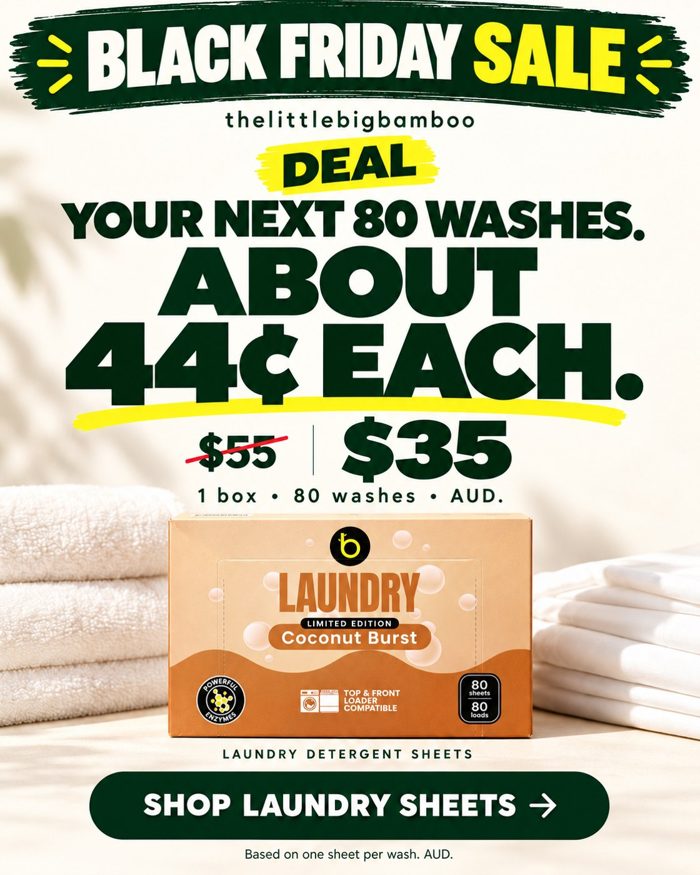 BLACK FRIDAY SALE
thelittlebigbamboo
DEAL
YOUR NEXT 80 WASHES.
ABOUT
44¢ EACH.
$55 $35
1 box • 80 washes • AUD.
b
LAUNDRY
LIMITED EDITION
Coconut Burst
POWERFUL
ENZYMES
TOP & FRONT
LOADER
COMPATIBLE
80
sheets
80
loads
LAUNDRY DETERGENT SHEETS
SHOP LAUNDRY SHEETS →
Based on one sheet per wash. AUD.